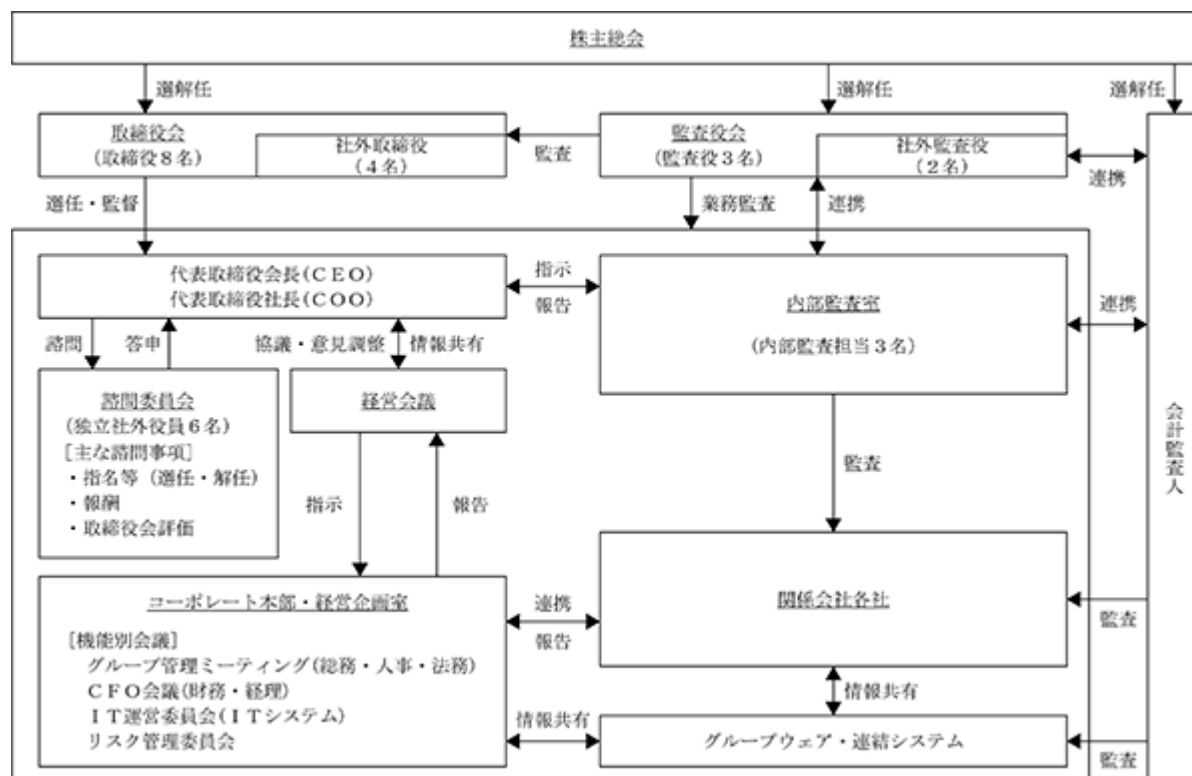 株主総会
選解任
選解任
選解任
取締役会
(取締役8名)
社外取締役
(4名)
監査
監査役会
(監査役3名)
社外監査役
(2名)
連携
選任・監督
業務監査
連携
代表取締役会長(CEO)
代表取締役社長(COO)
指示
報告
内部監査室
(内部監査担当3名)
連携
諮問
答申
協議・意見調整
情報共有
諮問委員会
(独立社外役員6名)
[主な諮問事項]
・指名等(選任・解任)
・報酬
・取締役会評価
経営会議
会計監査人
監査
指示
報告
コーポレート本部・経営企画室
[機能別会議]
グループ管理ミーティング(総務・人事・法務)
CFO会議(財務・経理)
IT運営委員会(ITシステム)
リスク管理委員会
連携
報告
関係会社各社
監査
情報共有
情報共有
グループウェア・連結システム
監査